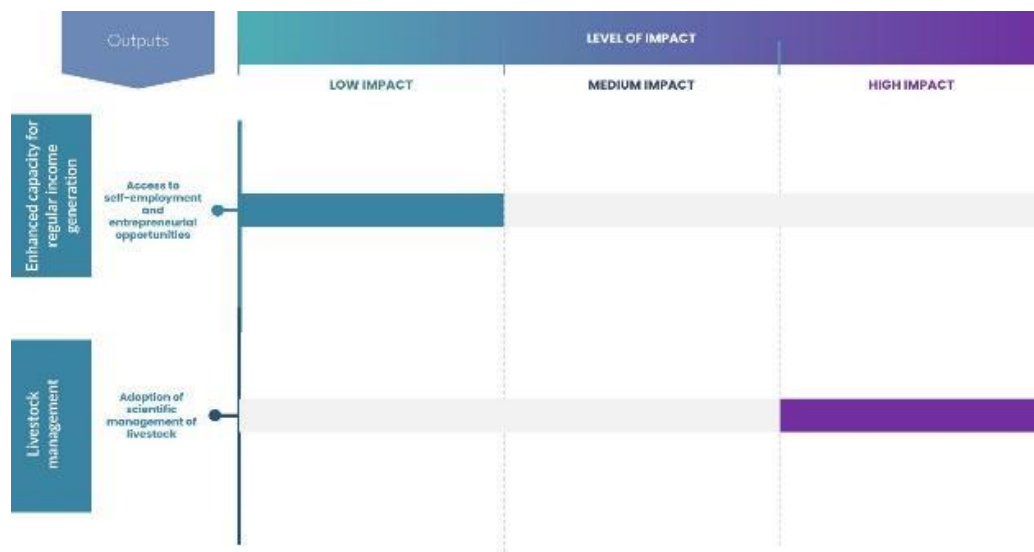 Outputs
LEVEL OF IMPACT
LOW IMPACT
MEDIUM IMPACT
HIGH IMPACT
Enhanced capacity for
regular income
generation
Access to
self-employment
and
entrepreneurial
opportunities
Livestock
management
Adoption of
scientific
management of
livestock